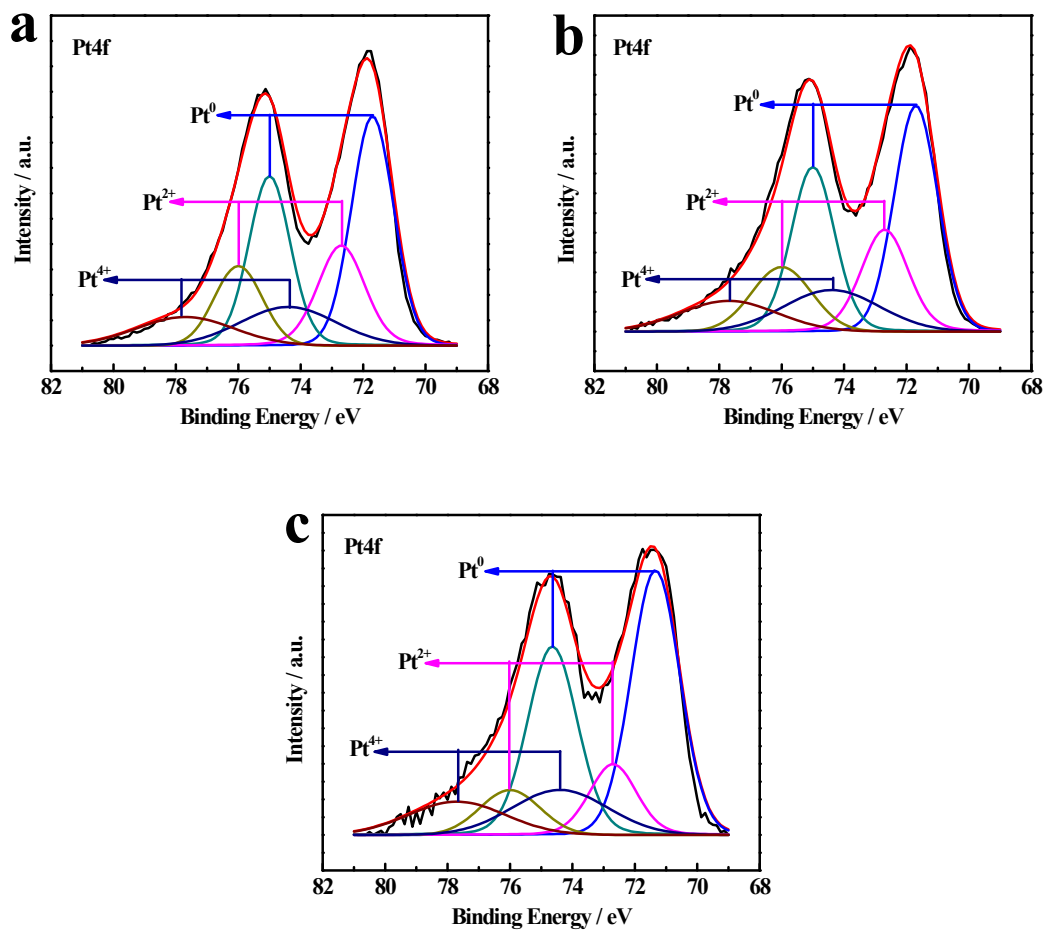 a
Pt4f
Pt⁰
Pt²⁺
Pt⁴⁺
Intensity / a.u.
82 80 78 76 74 72 70 68
Binding Energy / eV
b
Pt4f
Pt⁰
Pt²⁺
Pt⁴⁺
Intensity / a.u.
82 80 78 76 74 72 70 68
Binding Energy / eV
c
Pt4f
Pt⁰
Pt²⁺
Pt⁴⁺
Intensity / a.u.
82 80 78 76 74 72 70 68
Binding Energy / eV